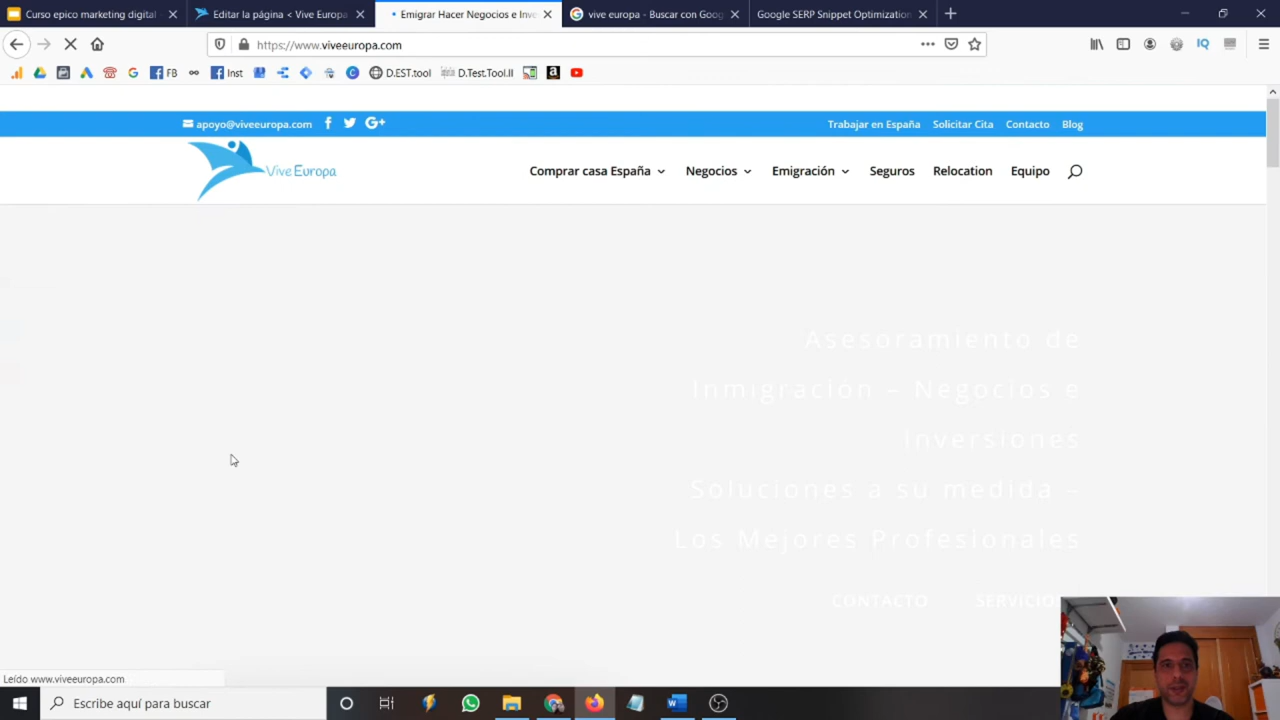 Curso epico marketing digital
Editar la página < Vive Europa
Emigrar Hacer Negocios e Inve
vive europa - Buscar con Goog
Google SERP Snippet Optimization
https://www.viveeuropa.com
FB
Inst
D.EST.tool
D.Test.Tool.II
IQ
apoyo@viveeuropa.com
Trabajar en España
Solicitar Cita
Contacto
Blog
Vive Europa
Comprar casa España
Negocios
Emigración
Seguros
Relocation
Equipo
Asesoramiento de
Inmigracion – Negocios e
Inversiones
Soluciones a su medida –
Los Mejores Profesionales
CONTACTO
SERVICIO
Leído www.viveeuropa.com
Escribe aquí para buscar